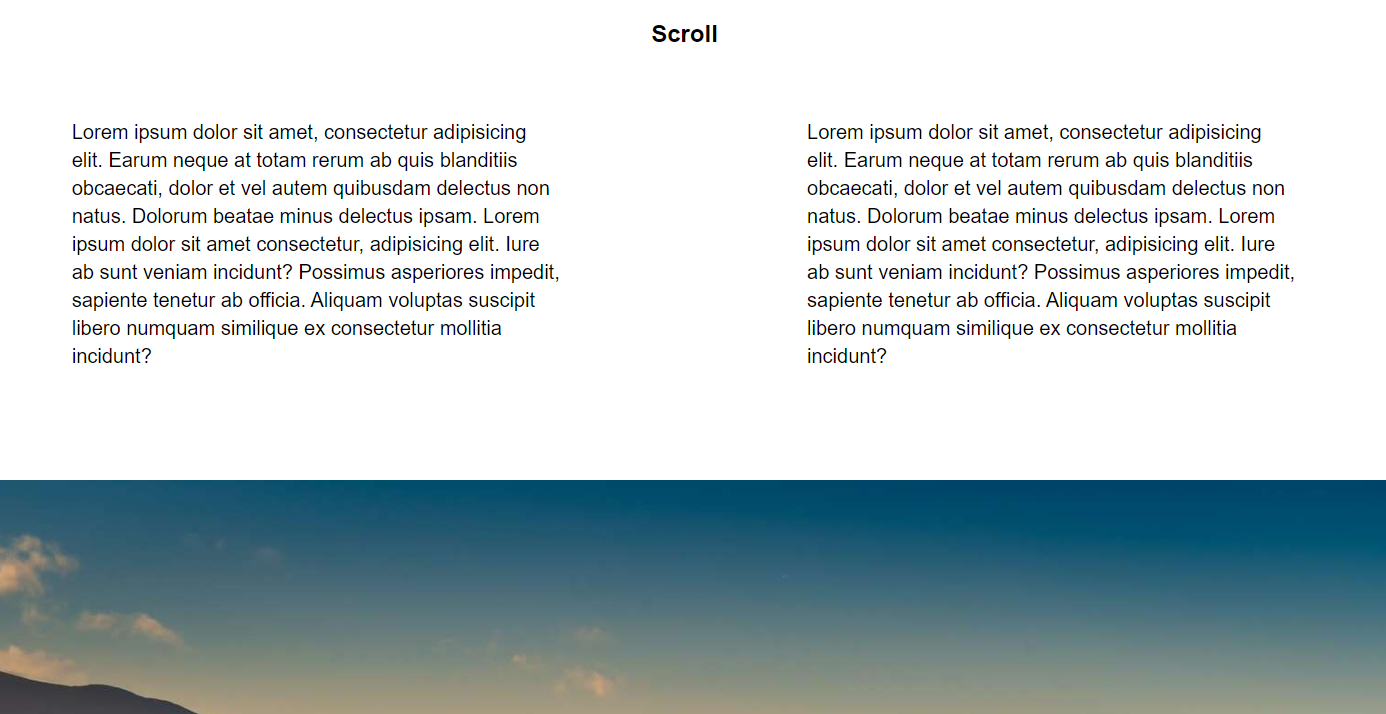 Scroll
Lorem ipsum dolor sit amet, consectetur adipisicing
elit. Earum neque at totam rerum ab quis blanditiis
obcaecati, dolor et vel autem quibusdam delectus non
natus. Dolorum beatae minus delectus ipsam. Lorem
ipsum dolor sit amet consectetur, adipisicing elit. Iure
ab sunt veniam incidunt? Possimus asperiores impedit,
sapiente tenetur ab officia. Aliquam voluptas suscipit
libero numquam similique ex consectetur mollitia
incidunt?
Lorem ipsum dolor sit amet, consectetur adipisicing
elit. Earum neque at totam rerum ab quis blanditiis
obcaecati, dolor et vel autem quibusdam delectus non
natus. Dolorum beatae minus delectus ipsam. Lorem
ipsum dolor sit amet consectetur, adipisicing elit. Iure
ab sunt veniam incidunt? Possimus asperiores impedit,
sapiente tenetur ab officia. Aliquam voluptas suscipit
libero numquam similique ex consectetur mollitia
incidunt?